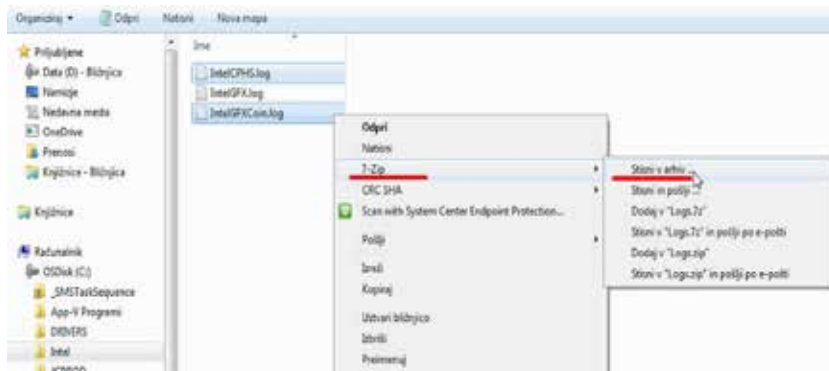 Organiziraj Odpri Natisni Nova mapa
Priljubljene
Data (D) - Bližnjica
Namizje
Nedavna mesta
OneDrive
Prenosi
Knjižnice - Bližnjica
Knjižnice
Računalnik
OSDisk (C:)
_SMSTaskSequence
App-V Programi
DRIVERS
Intel
Ime
IntelCPHS.log
IntelGFX.log
IntelGFXCoin.log
Odpri
Natisni
7-Zip
CRC SHA
Scan with System Center Endpoint Protection...
Pošlji
Izreži
Kopiraj
Ustvari bližnjico
Izbriši
Preimenuj
Stisni v arhiv ...
Stisni in pošlji ...
Dodaj v "Logs.7z"
Stisni v "Logs.7z" in pošlji po e-pošti
Dodaj v "Logs.zip"
Stisni v "Logs.zip" in pošlji po e-pošti